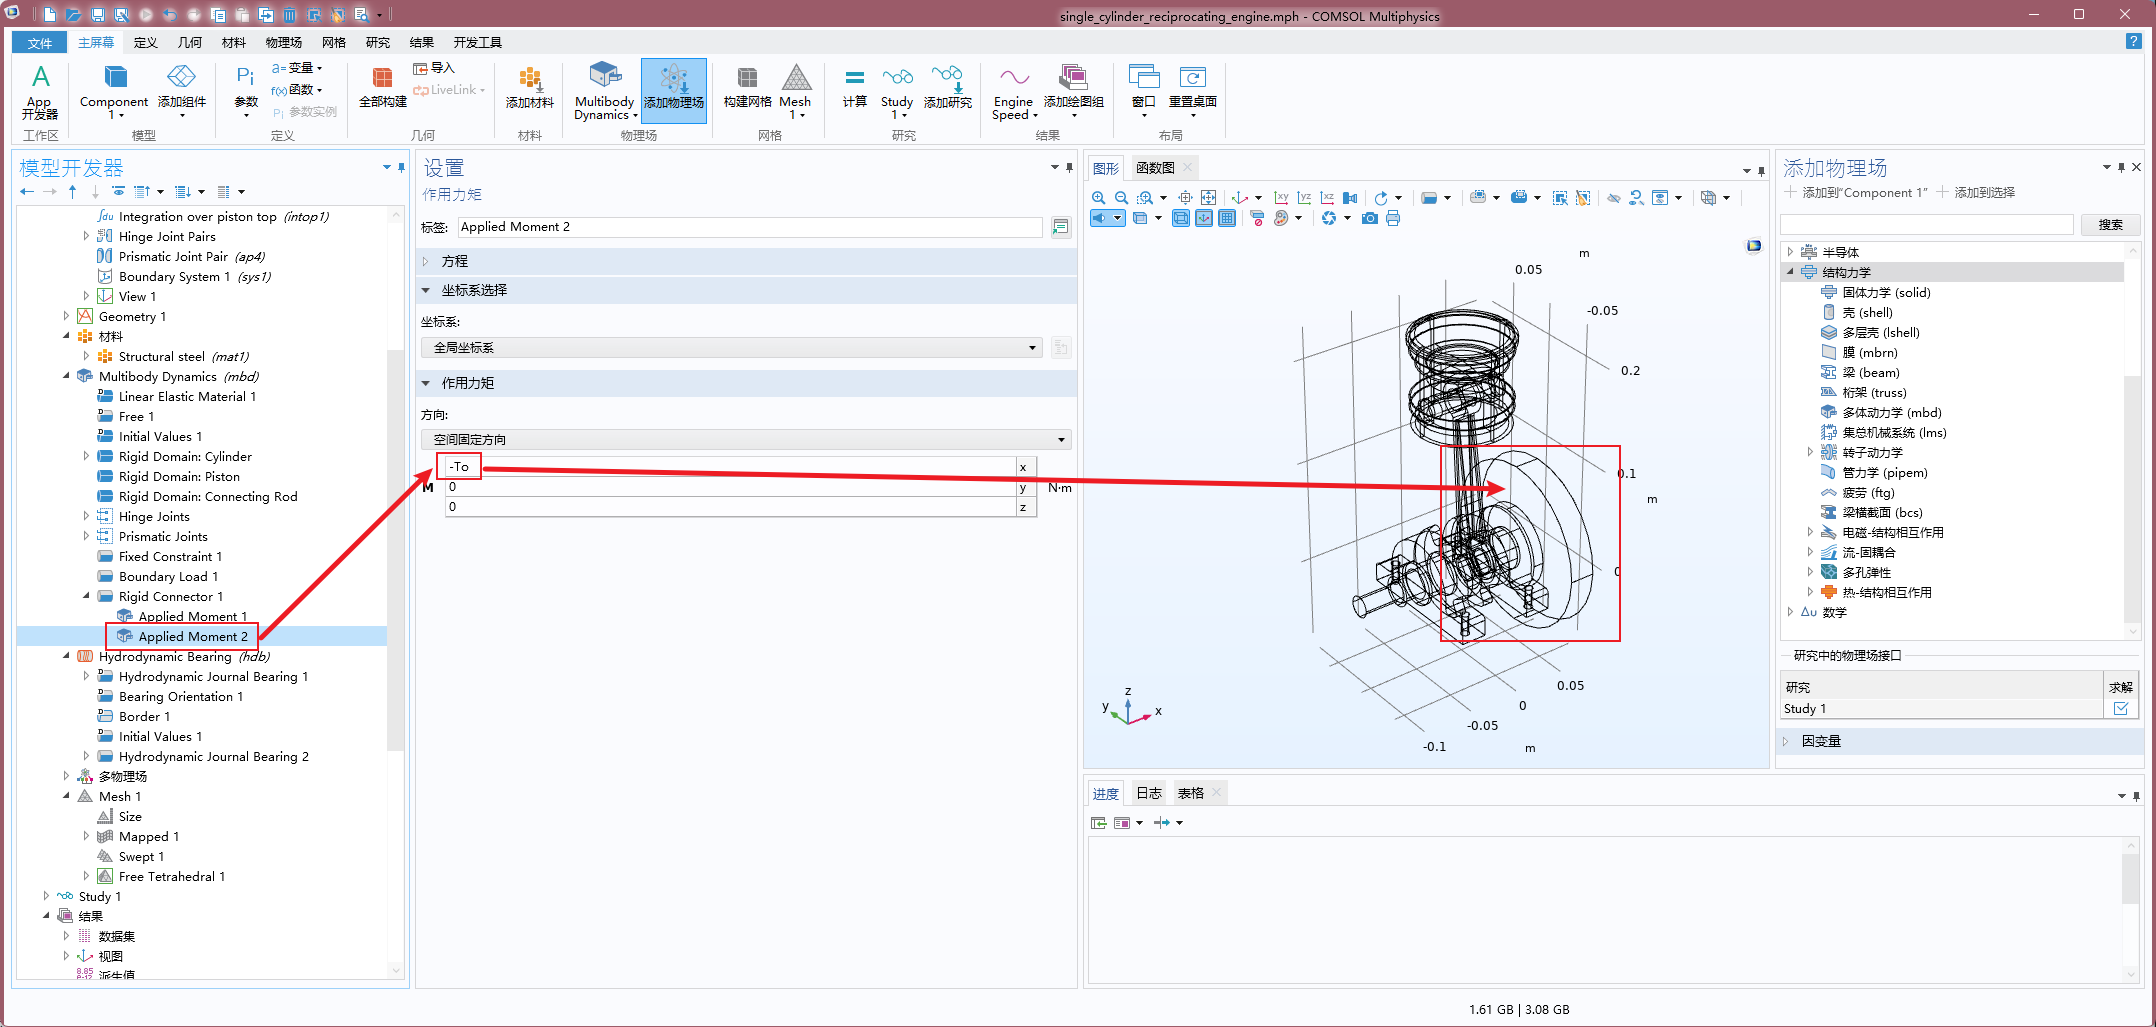 single_cylinder_reciprocating_engine.mph - COMSOL Multiphysics
文件 主屏幕 定义 几何 材料 物理场 网格 研究 结果 开发工具
App 开发器
工作区
Component 1
添加组件
模型
Pi 参数
a= 变量
f(x) 函数
Pi 参数实例
定义
全部构建
导入
LiveLink
几何
添加材料
材料
Multibody Dynamics
添加物理场
物理场
构建网格
Mesh 1
网格
计算
Study 1
添加研究
研究
Engine Speed
添加绘图组
结果
窗口
重置桌面
布局
模型开发器
Integration over piston top (intop1)
Hinge Joint Pairs
Prismatic Joint Pair (ap4)
Boundary System 1 (sys1)
View 1
Geometry 1
材料
Structural steel (mat1)
Multibody Dynamics (mbd)
Linear Elastic Material 1
Free 1
Initial Values 1
Rigid Domain: Cylinder
Rigid Domain: Piston
Rigid Domain: Connecting Rod
Hinge Joints
Prismatic Joints
Fixed Constraint 1
Boundary Load 1
Rigid Connector 1
Applied Moment 1
Applied Moment 2
Hydrodynamic Bearing (hdb)
Hydrodynamic Journal Bearing 1
Bearing Orientation 1
Border 1
Initial Values 1
Hydrodynamic Journal Bearing 2
多物理场
Mesh 1
Size
Mapped 1
Swept 1
Free Tetrahedral 1
Study 1
结果
数据集
视图
派生值
设置
作用力矩
标签: Applied Moment 2
方程
坐标系选择
坐标系:
全局坐标系
作用力矩
方向:
空间固定方向
-To x
M 0 y N·m
0 z
图形 函数图
m
0.05
-0.05
0.2
0.1
m
0
0.05
0
-0.05
-0.1
m
z
y
x
进度 日志 表格
添加物理场
添加到“Component 1” 添加到选择
搜索
半导体
结构力学
固体力学 (solid)
壳 (shell)
多层壳 (lshell)
膜 (mbrn)
梁 (beam)
桁架 (truss)
多体动力学 (mbd)
集总机械系统 (lms)
转子动力学
管力学 (pipem)
疲劳 (ftg)
梁横截面 (bcs)
电磁-结构相互作用
流-固耦合
多孔弹性
热-结构相互作用
Δu 数学
研究中的物理场接口
研究 求解
Study 1
因变量
1.61 GB | 3.08 GB